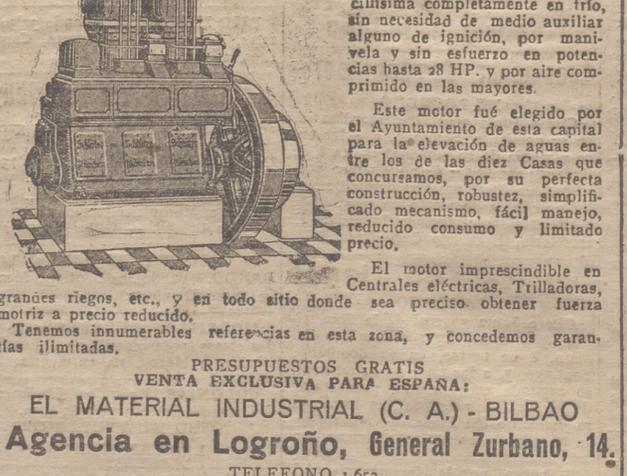 cillísima completamente en frío,
sin necesidad de medio auxiliar
alguno de ignición, por mani-
vela y sin esfuerzo en poten-
cias hasta 28 HP. y por aire com-
primido en las mayores.
Este motor fué elegido por
el Ayuntamiento de esta capital
para la elevación de aguas en-
tre los de las diez Casas que
concursamos, por su perfecta
construcción, robustez, simplifi-
cado mecanismo, fácil manejo,
reducido consumo y limitado
precio.
El motor imprescindible en
Centrales eléctricas, Trilladoras,
grandes riegos, etc., y en todo sitio donde sea preciso obtener fuerza
motriz a precio reducido.
Tenemos innumerables referencias en esta zona, y concedemos garan-
tías ilimitadas.
PRESUPUESTOS GRATIS
VENTA EXCLUSIVA PARA ESPAÑA:
EL MATERIAL INDUSTRIAL (C. A.) - BILBAO
Agencia en Logroño, General Zurbano, 14.
TELEFONO